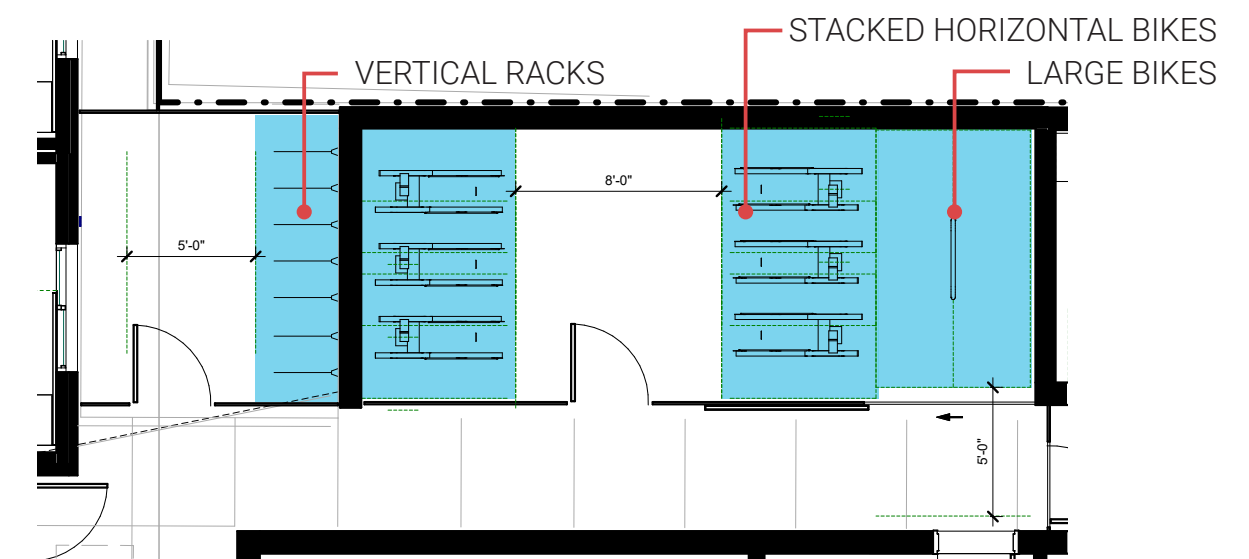 STACKED HORIZONTAL BIKES
VERTICAL RACKS
LARGE BIKES
8'-0"
5'-0"
5'-0"